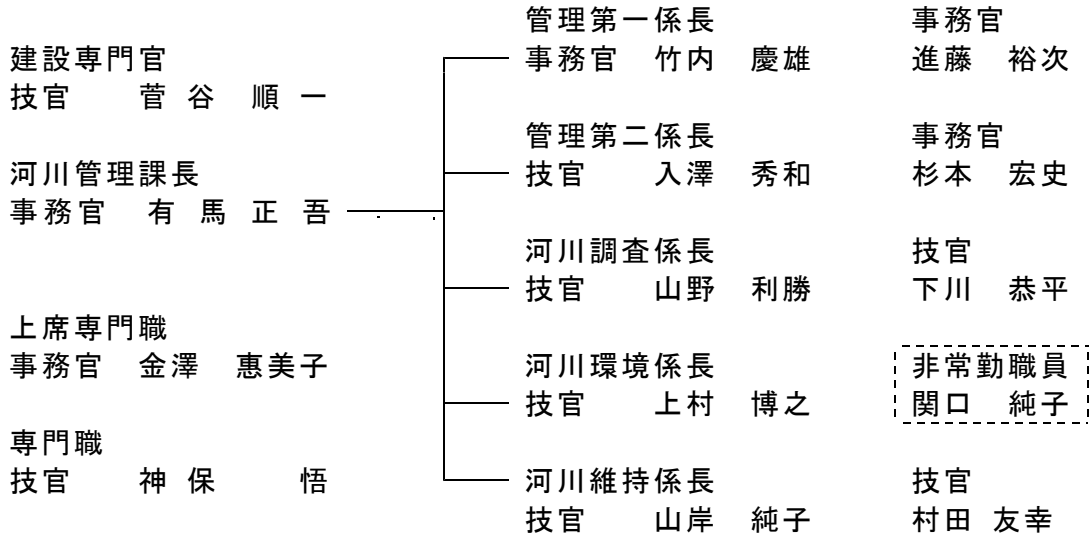 建設専門官
技官 菅谷 順一
河川管理課長
事務官 有馬正吾
上席専門職
事務官 金澤 惠美子
専門職
技官 神保 悟
管理第一係長
事務官 竹内 慶雄
管理第二係長
技官 入澤 秀和
河川調査係長
技官 山野 利勝
河川環境係長
技官 上村 博之
河川維持係長
技官 山岸 純子
事務官
進藤 裕次
事務官
杉本 宏史
技官
下川 恭平
非常勤職員
関口 純子
技官
村田 友幸